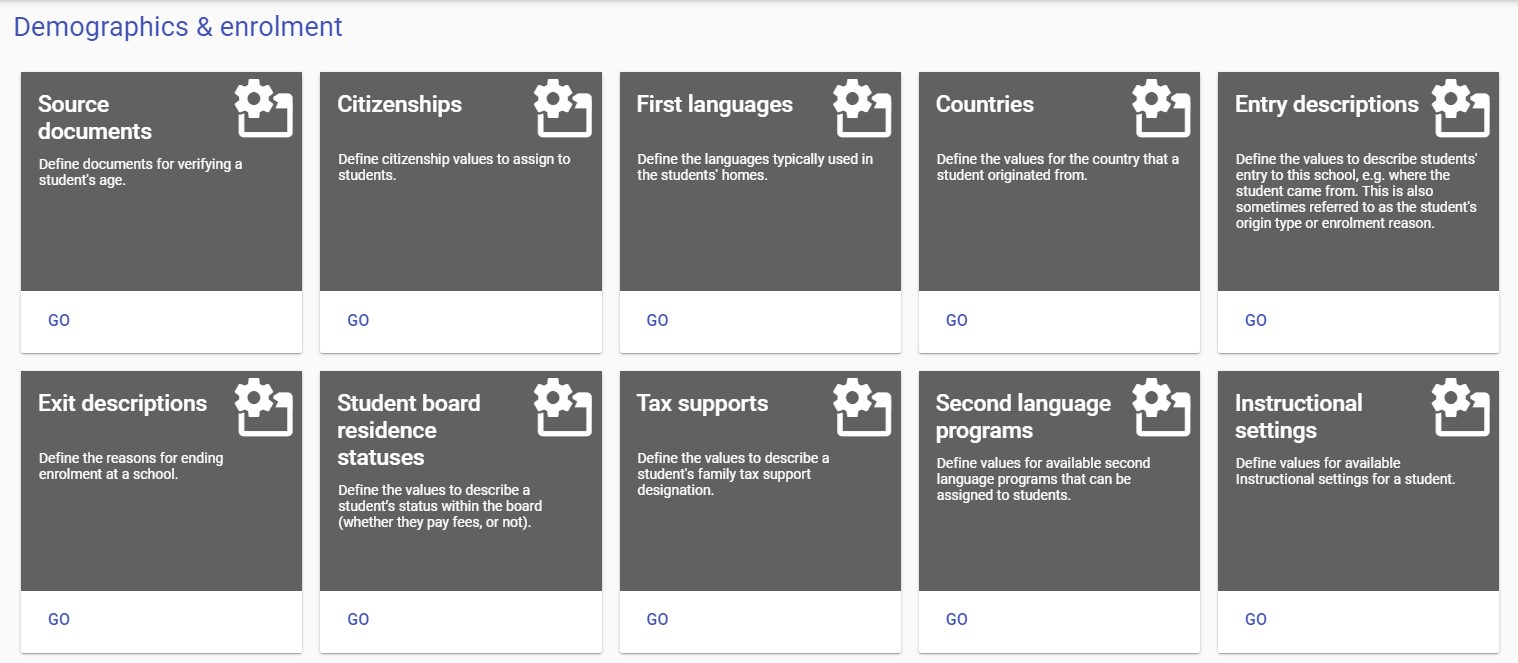 Demographics & enrolment
Source
documents
Define documents for verifying a
student's age.
GO
Citizenships
Define citizenship values to assign to
students.
GO
First languages
Define the languages typically used in
the students' homes.
GO
Countries
Define the values for the country that a
student originated from.
GO
Entry descriptions
Define the values to describe students'
entry to this school, e.g. where the
student came from. This is also
sometimes referred to as the student's
origin type or enrolment reason.
GO
Exit descriptions
Define the reasons for ending
enrolment at a school.
GO
Student board
residence
statuses
Define the values to describe a
student's status within the board
(whether they pay fees, or not).
GO
Tax supports
Define the values to describe a
student's family tax support
designation.
GO
Second language
programs
Define values for available second
language programs that can be
assigned to students.
GO
Instructional
settings
Define values for available
Instructional settings for a student.
GO